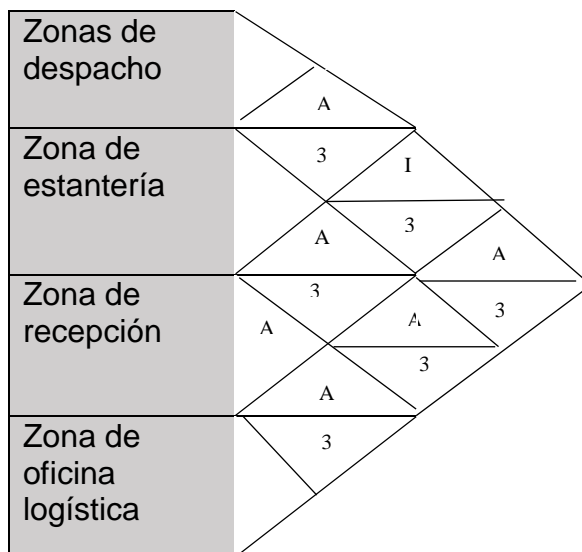 Zonas de
despacho
A
3
Zona de
estantería
I
3
A
3
Zona de
recepción
A
3
A
A
3
A
3
Zona de
oficina
logística